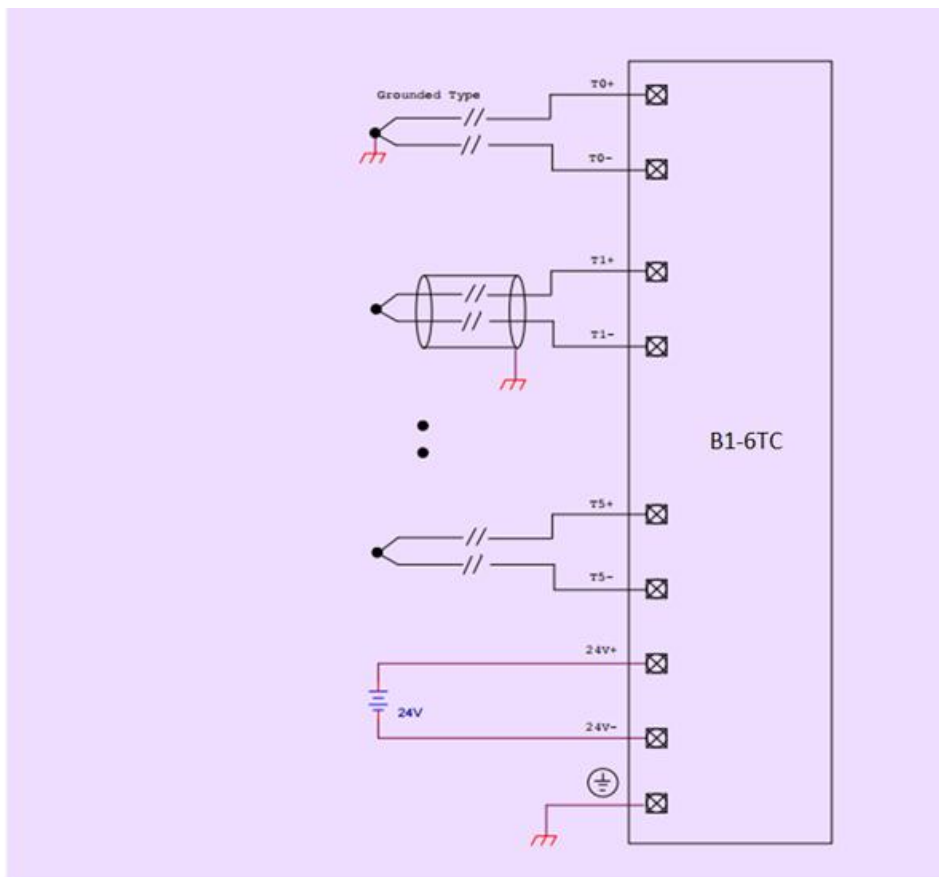 T0+
Grounded Type
T0-
T1+
T1-
B1-6TC
T5+
T5-
24V+
24V
24V-